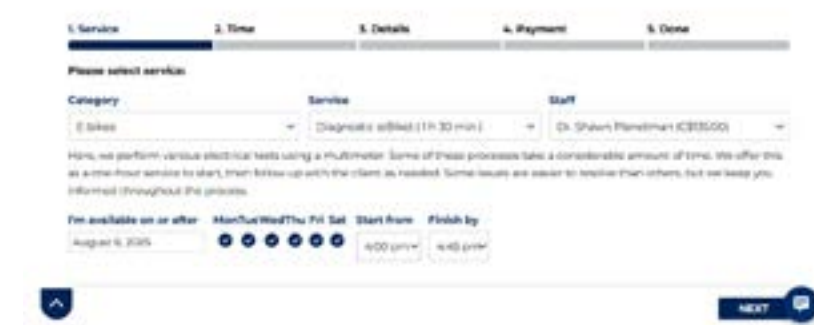 1. Service 2. Time 3. Details 4. Payment 5. Done
Please select service:
Category Service Staff
E-bikes Diagnostic (1 h 30 min) Dr. Shawn
Here, we perform various electrical tests using a multimeter. Some of these processes take a considerable amount of time. We offer this
as a one-hour service to start, then follow up with the client as needed. Some issues are easier to resolve than others, but we keep you
informed throughout the process.
I'm available on or after Mon Tue Wed Thu Fri Sat Start from Finish by
August 2025 4:00 pm 4:45 pm
NEXT